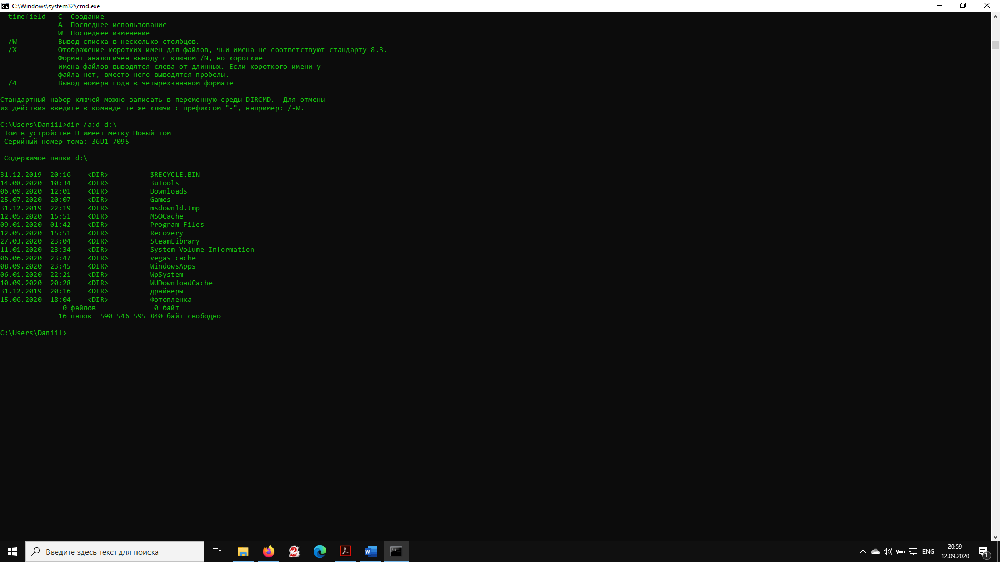 C:\Windows\system32\cmd.exe
timefield   C  Создание
A  Последнее использование
W  Последнее изменение
/W          Вывод списка в несколько столбцов.
/X          Отображение коротких имен для файлов, чьи имена не соответствуют стандарту 8.3.
Формат аналогичен выводу с ключом /N, но короткие
имена файлов выводятся слева от длинных. Если короткого имени у
файла нет, вместо него выводятся пробелы.
/4          Вывод номера года в четырехзначном формате
Стандартный набор ключей можно записать в переменную среды DIRCMD.  Для отмены
их действия введите в команде те же ключи с префиксом "-", например: /-W.
C:\Users\Daniil>dir /a:d d:\
Том в устройстве D имеет метку Новый том
Серийный номер тома: 36D1-7095
Содержимое папки d:\
31.12.2019  20:16    <DIR>          $RECYCLE.BIN
14.08.2020  10:34    <DIR>          3uTools
06.09.2020  12:01    <DIR>          Downloads
25.07.2020  20:07    <DIR>          Games
31.12.2019  22:19    <DIR>          msdownld.tmp
12.05.2020  15:51    <DIR>          MSOCache
09.01.2020  01:42    <DIR>          Program Files
12.05.2020  15:51    <DIR>          Recovery
27.03.2020  23:04    <DIR>          SteamLibrary
11.01.2020  23:34    <DIR>          System Volume Information
06.06.2020  23:47    <DIR>          vegas cache
08.09.2020  23:45    <DIR>          WindowsApps
06.01.2020  22:21    <DIR>          WpSystem
10.09.2020  20:28    <DIR>          WUDownloadCache
31.12.2019  20:16    <DIR>          драйверы
15.06.2020  18:04    <DIR>          Фотопленка
0 файлов              0 байт
16 папок  590 546 595 840 байт свободно
C:\Users\Daniil>
Введите здесь текст для поиска
ENG
20:59
12.09.2020
1